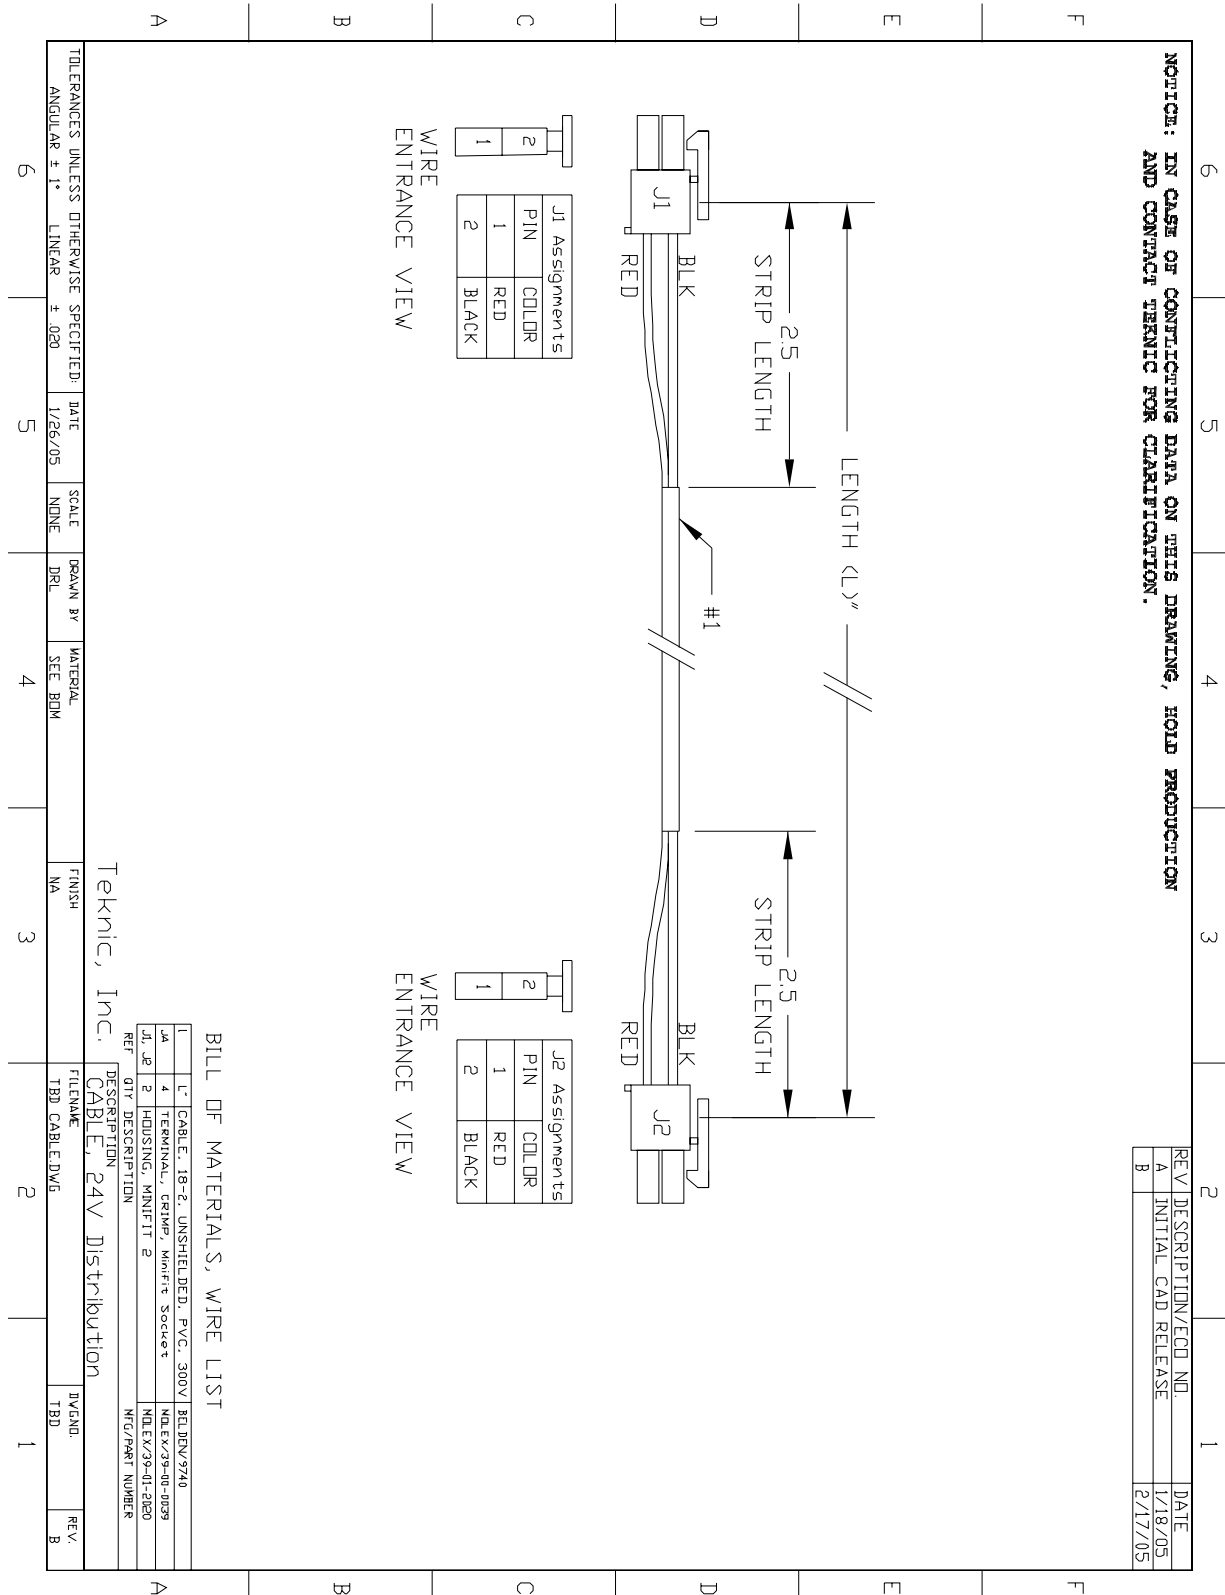 6
5
4
3
2
1
F
E
D
C
B
A
F
E
D
C
B
A
NOTICE: IN CASE OF CONFLICTING DATA ON THIS DRAWING, HOLD PRODUCTION
AND CONTACT TEKNIC FOR CLARIFICATION.
REV DESCRIPTION/ECO NO. DATE
A INITIAL CAD RELEASE 1/18/05
B 2/17/05
LENGTH (L)"
2.5
STRIP LENGTH
2.5
STRIP LENGTH
#1
BLK
RED
J1
BLK
RED
J2
2
1
WIRE
ENTRANCE VIEW
J1 Assignments
PIN COLOR
1 RED
2 BLACK
2
1
WIRE
ENTRANCE VIEW
J2 Assignments
PIN COLOR
1 RED
2 BLACK
BILL OF MATERIALS, WIRE LIST
1 L" CABLE, 18-2, UNSHIELDED, PVC, 300V BELDEN/9740
JA 4 TERMINAL, CRIMP, Minifit Socket MOLEX/39-00-0039
J1, J2 2 HOUSING, MINIFIT 2 MOLEX/39-01-2020
REF QTY DESCRIPTION MFG/PART NUMBER
Teknic, Inc.
DESCRIPTION
CABLE, 24V Distribution
TOLERANCES UNLESS OTHERWISE SPECIFIED:
ANGULAR ± 1° LINEAR ± .020
DATE
1/26/05
SCALE
NONE
DRAWN BY
DRL
MATERIAL
SEE BOM
FINISH
NA
FILENAME
TBD CABLE.DWG
DWGNO.
TBD
REV.
B
6
5
4
3
2
1